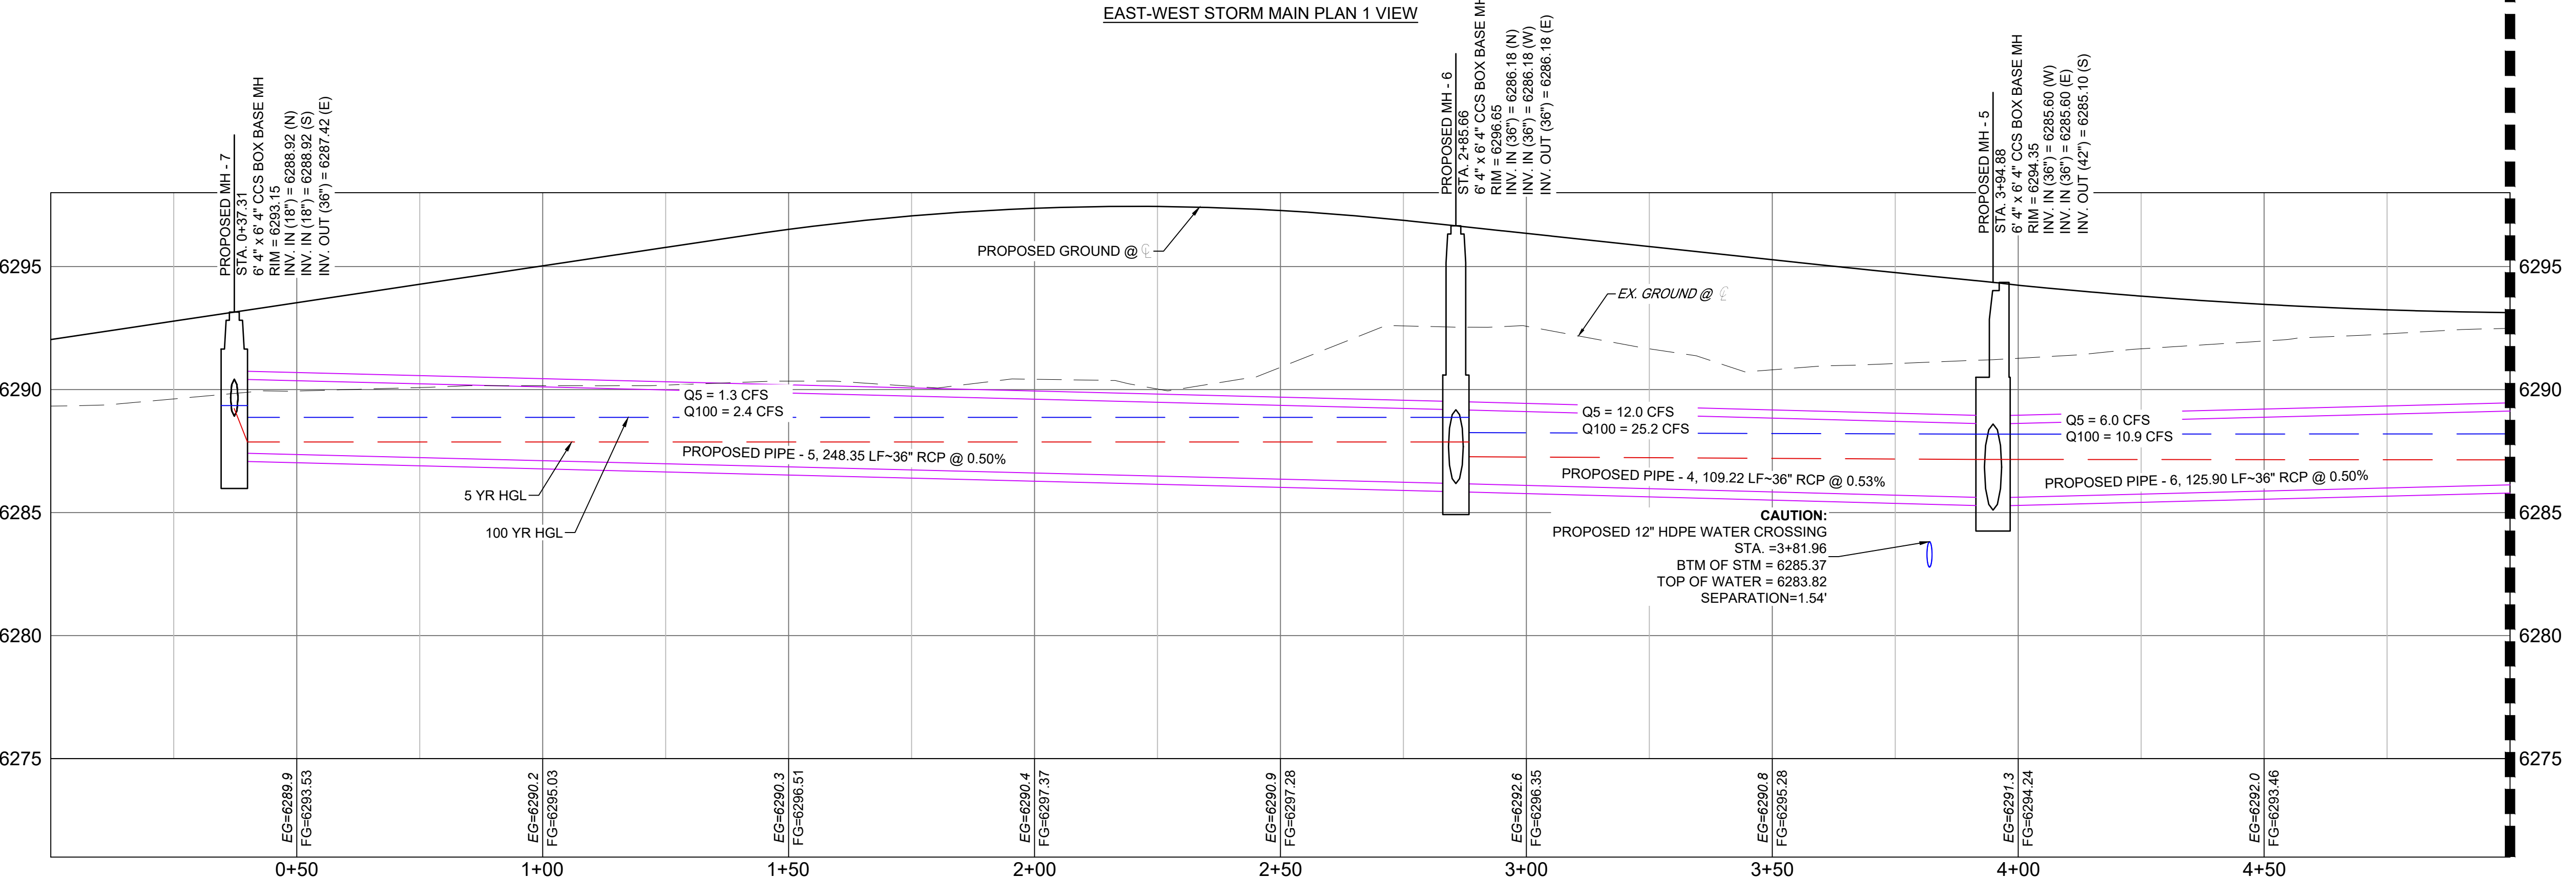 EAST-WEST STORM MAIN PLAN 1 VIEW
PROPOSED MH - 7
STA. 0+37.31
6' 4" x 6' 4" CCS BOX BASE MH
RIM = 6293.15
INV. IN (18") = 6288.92 (N)
INV. IN (18") = 6288.92 (S)
INV. OUT (36") = 6287.42 (E)
PROPOSED MH - 6
STA. 2+85.66
6' 4" x 6' 4" CCS BOX BASE MH
RIM = 6296.65
INV. IN (36") = 6286.18 (N)
INV. IN (36") = 6286.18 (W)
INV. OUT (36") = 6286.18 (E)
PROPOSED MH - 5
STA. 3+94.88
6' 4" x 6' 4" CCS BOX BASE MH
RIM = 6294.35
INV. IN (36") = 6285.60 (W)
INV. IN (36") = 6285.60 (E)
INV. OUT (42") = 6285.10 (S)
PROPOSED GROUND @ ℄
EX. GROUND @ ℄
6295
6295
6290
6290
Q5 = 1.3 CFS
Q100 = 2.4 CFS
Q5 = 12.0 CFS
Q100 = 25.2 CFS
Q5 = 6.0 CFS
Q100 = 10.9 CFS
PROPOSED PIPE - 5, 248.35 LF~36" RCP @ 0.50%
PROPOSED PIPE - 4, 109.22 LF~36" RCP @ 0.53%
PROPOSED PIPE - 6, 125.90 LF~36" RCP @ 0.50%
5 YR HGL
100 YR HGL
6285
6285
CAUTION:
PROPOSED 12" HDPE WATER CROSSING
STA. =3+81.96
BTM OF STM = 6285.37
TOP OF WATER = 6283.82
SEPARATION=1.54'
6280
6280
6275
6275
EG=6289.9
FG=6293.53
EG=6290.2
FG=6295.03
EG=6290.3
FG=6296.51
EG=6290.4
FG=6297.37
EG=6290.9
FG=6297.28
EG=6292.6
FG=6296.35
EG=6290.8
FG=6295.28
EG=6291.3
FG=6294.24
EG=6292.0
FG=6293.46
0+50
1+00
1+50
2+00
2+50
3+00
3+50
4+00
4+50